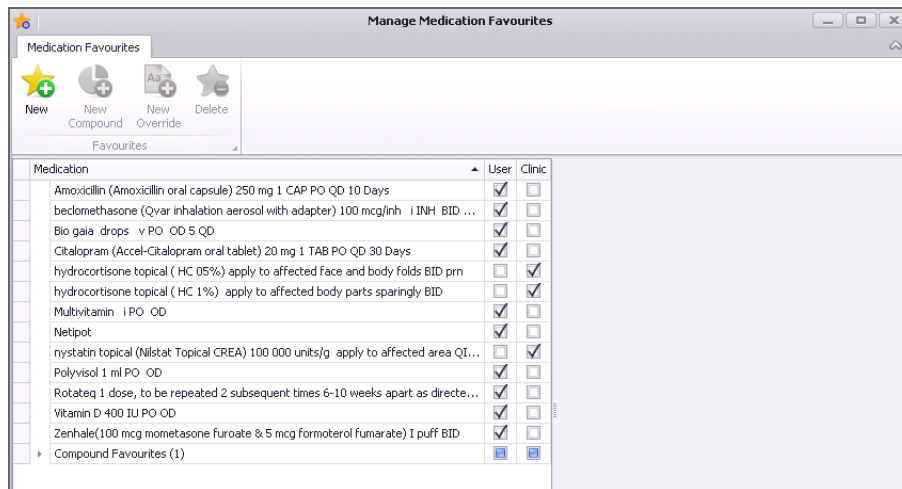 Manage Medication Favourites
Medication Favourites
New
New Compound
New Override
Delete
Favourites
Medication User Clinic
Amoxicillin (Amoxicillin oral capsule) 250 mg 1 CAP PO QD 10 Days
beclomethasone (Qvar inhalation aerosol with adapter) 100 mcg/inh i INH BID ...
Bio gaia drops v PO OD 5 QD
Citalopram (Accel-Citalopram oral tablet) 20 mg 1 TAB PO QD 30 Days
hydrocortisone topical ( HC 05%) apply to affected face and body folds BID prn
hydrocortisone topical ( HC 1%) apply to affected body parts sparingly BID
Multivitamin i PO OD
Netipot
nystatin topical (Nilstat Topical CREA) 100 000 units/g apply to affected area QI...
Polyvisol 1 ml PO OD
Rotateq 1 dose, to be repeated 2 subsequent times 6-10 weeks apart as directe...
Vitamin D 400 IU PO OD
Zenhale(100 mcg mometasone furoate & 5 mcg formoterol fumarate) I puff BID
Compound Favourites (1)